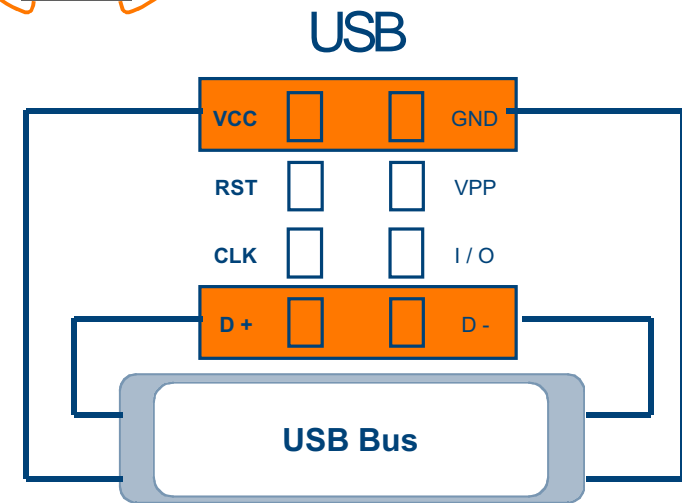 USB
VCC GND
RST VPP
CLK I / O
D + D -
USB Bus